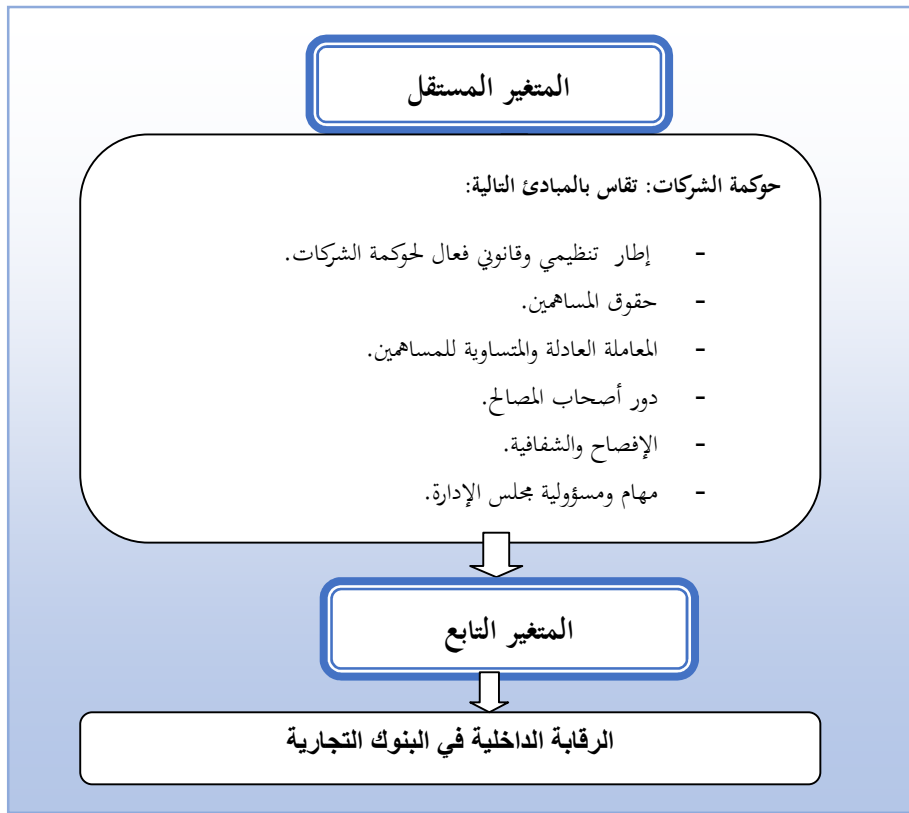 المتغير المستقل
حوكمة الشركات: تقاس بالمبادئ التالية:
- إطار تنظيمي وقانوني فعال لحوكمة الشركات.
- حقوق المساهمين.
- المعاملة العادلة والمتساوية للمساهمين.
- دور أصحاب المصالح.
- الإفصاح والشفافية.
- مهام ومسؤولية مجلس الإدارة.
المتغير التابع
الرقابة الداخلية في البنوك التجارية